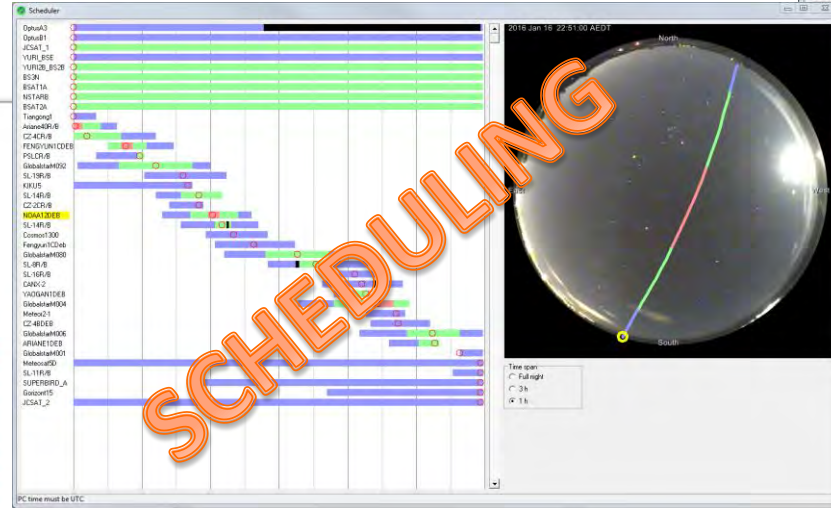 Scheduler
OptusA3
OptusB1
JCSAT_1
YURI_BSE
YURI2B_BS2B
BS3N
BSAT1A
NSTARB
BSAT2A
Tiangong1
Ariane40R/B
CZ-4CR/B
FENGYUN1CDEB
PSLCR/B
GlobalstarM092
SL-19R/B
KIKU5
SL-14R/B
CZ-2CR/B
NOAA12DEB
SL-14R/B
Cosmos1300
Fengyun1CDeb
GlobalstarM080
SL-8R/B
SL-16R/B
CANX-2
YAOGAN1DEB
GlobalstarM004
Meteor2-1
CZ-4BDEB
GlobalstarM006
ARIANE1DEB
GlobalstarM001
Meteosat5D
SL-11R/B
SUPERBIRD_A
Gorizont15
JCSAT_2
PC time must be UTC
SCHEDULING
2016 Jan 16 22:51:00 AEDT
North
East
West
South
Time span
Full night
3 h
1 h